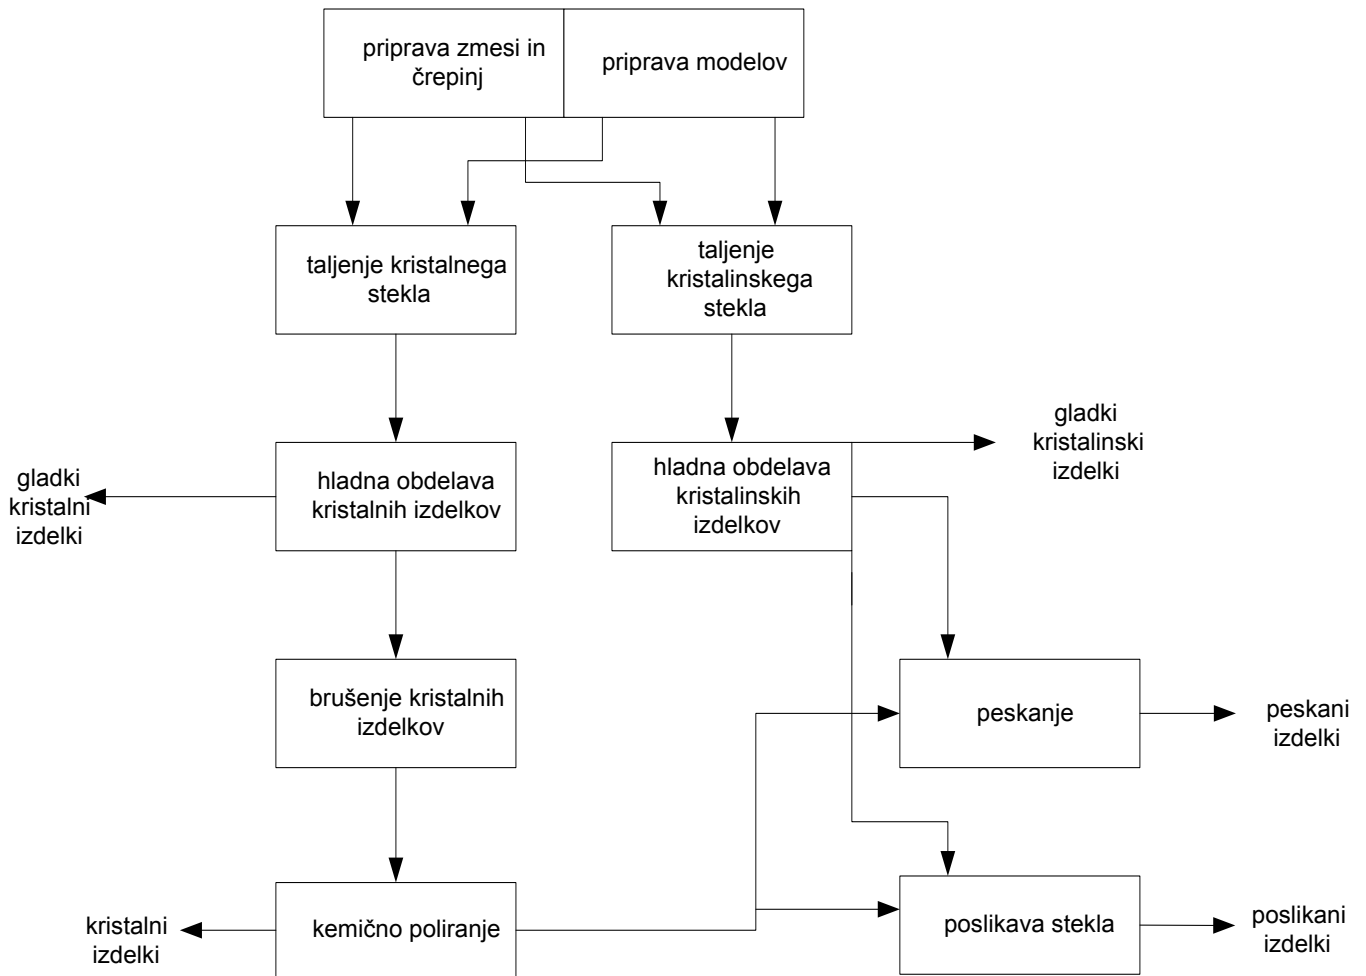 priprava zmesi in
črepinj
priprava modelov
taljenje kristalnega
stekla
taljenje
kristalinskega
stekla
gladki
kristalni
izdelki
hladna obdelava
kristalnih izdelkov
hladna obdelava
kristalinskih
izdelkov
gladki
kristalinski
izdelki
brušenje kristalnih
izdelkov
peskanje
peskani
izdelki
kristalni
izdelki
kemično poliranje
poslikava stekla
poslikani
izdelki